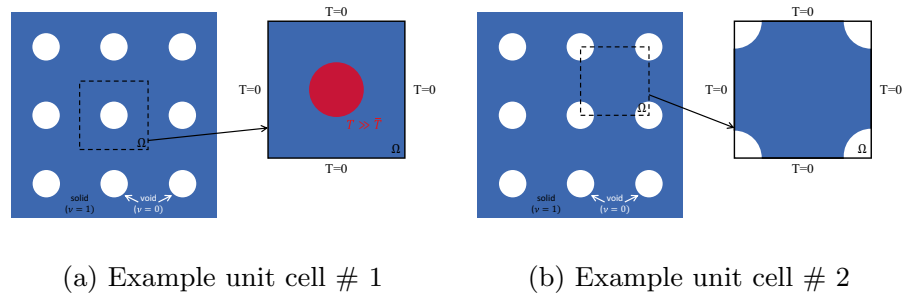 T=0
T=0
T=0
T ≫ T̄
Ω
Ω
T=0
solid
(v = 1)
void
(v = 0)
T=0
T=0
T=0
Ω
Ω
T=0
solid
(v = 1)
void
(v = 0)
(a) Example unit cell # 1
(b) Example unit cell # 2